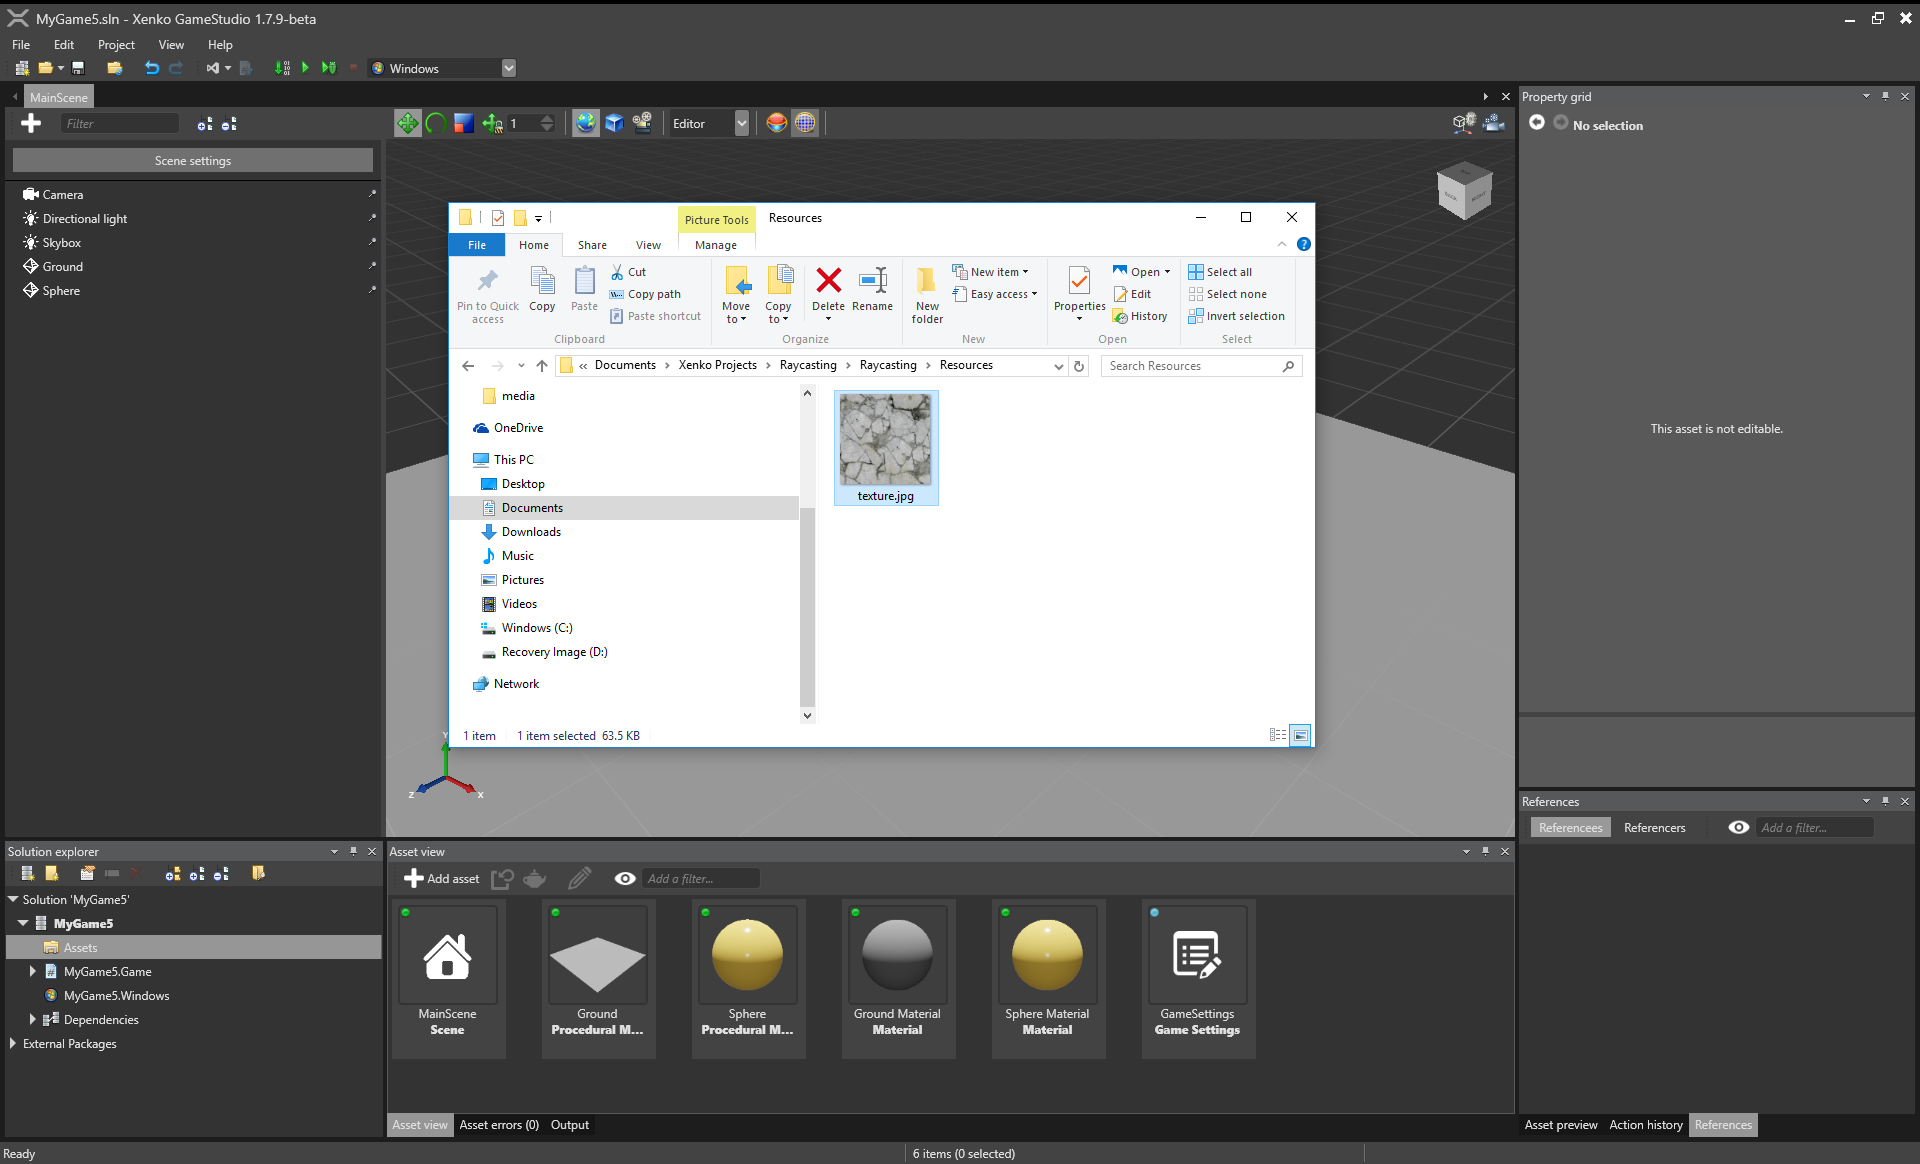 MyGame5.sln - Xenko GameStudio 1.7.9-beta
File Edit Project View Help
Windows
MainScene
Filter
1
Editor
Scene settings
Camera
Directional light
Skybox
Ground
Sphere
Property grid
No selection
This asset is not editable.
Picture Tools Resources
File Home Share View Manage
Pin to Quick access
Copy
Paste
Cut
Copy path
Paste shortcut
Clipboard
Move to
Copy to
Delete
Rename
Organize
New folder
New item
Easy access
New
Properties
Open
Edit
History
Open
Select all
Select none
Invert selection
Select
« Documents Xenko Projects Raycasting Raycasting Resources
Search Resources
media
OneDrive
This PC
Desktop
Documents
Downloads
Music
Pictures
Videos
Windows (C:)
Recovery Image (D:)
Network
texture.jpg
1 item 1 item selected 63.5 KB
Y
Z
X
References
Referencees Referencers Add a filter...
Solution explorer
Solution 'MyGame5'
MyGame5
Assets
MyGame5.Game
MyGame5.Windows
Dependencies
External Packages
Asset view
Add asset Add a filter...
MainScene
Scene
Ground
Procedural M...
Sphere
Procedural M...
Ground Material
Material
Sphere Material
Material
GameSettings
Game Settings
Asset view Asset errors (0) Output
Asset preview Action history References
Ready 6 items (0 selected)